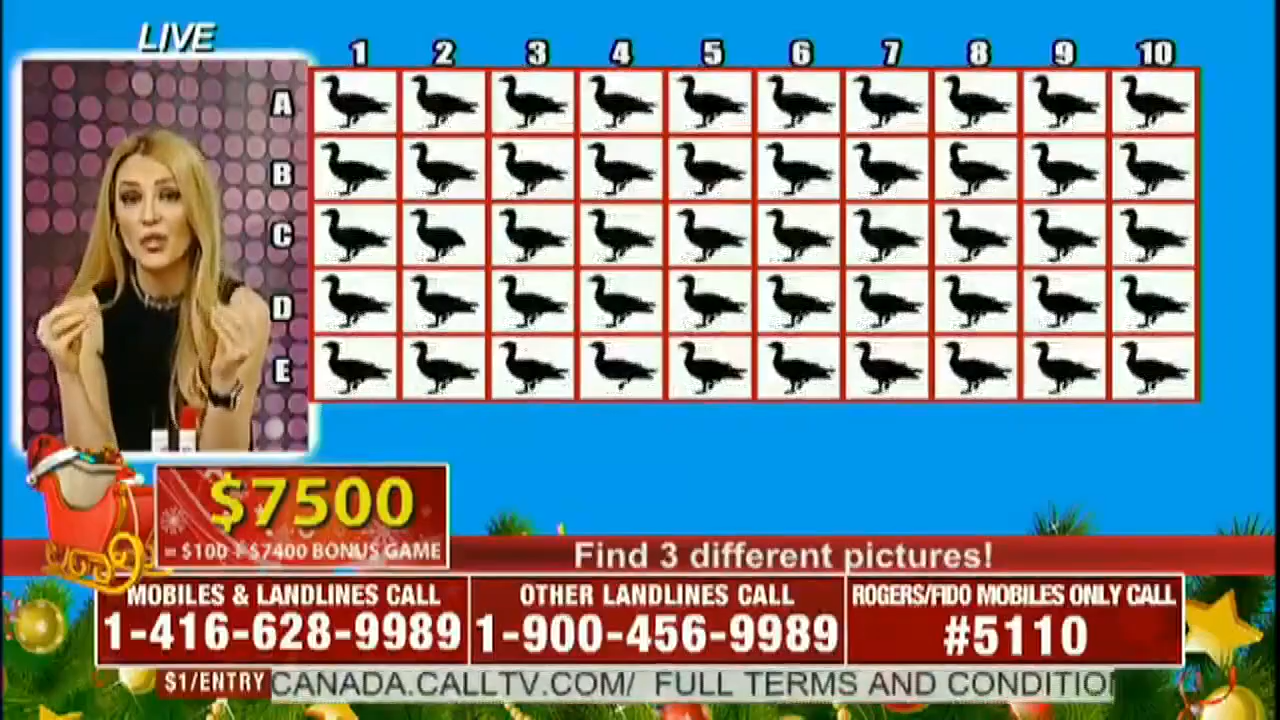 LIVE
1 2 3 4 5 6 7 8 9 10
A
B
C
D
E
$7500
= $100 + $7400 BONUS GAME
Find 3 different pictures!
MOBILES & LANDLINES CALL
1-416-628-9989
OTHER LANDLINES CALL
1-900-456-9989
ROGERS/FIDO MOBILES ONLY CALL
#5110
$1/ENTRY
CANADA.CALLTV.COM/ FULL TERMS AND CONDITIO